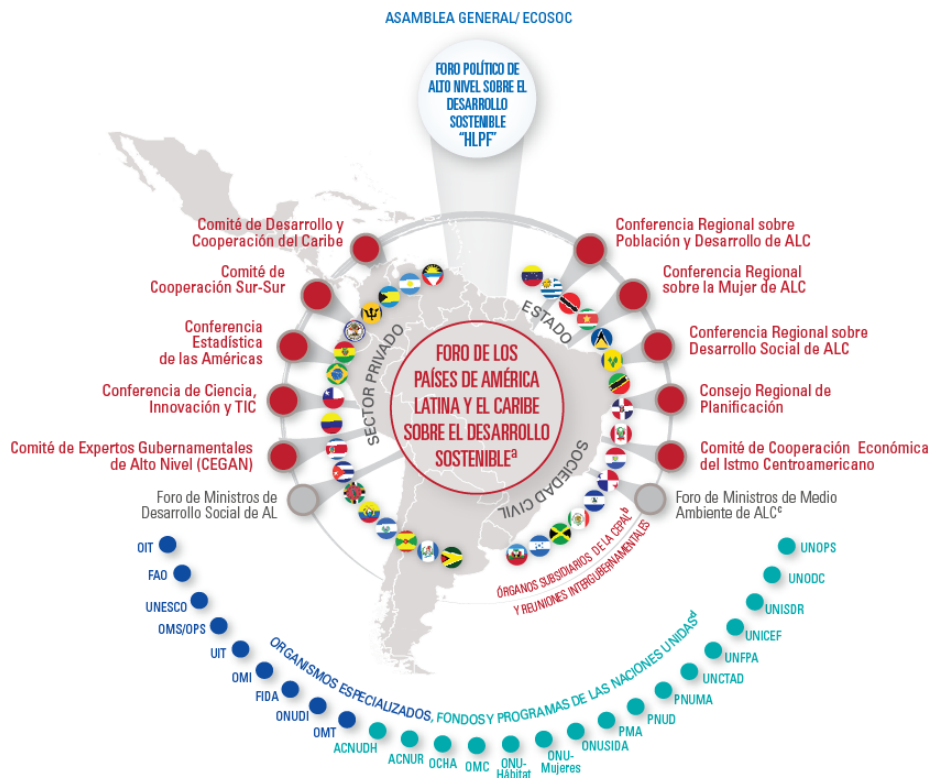 ASAMBLEA GENERAL/ ECOSOC
FORO POLÍTICO DE
ALTO NIVEL SOBRE EL
DESARROLLO
SOSTENIBLE
“HLPF”
Comité de Desarrollo y
Cooperación del Caribe
Comité de
Cooperación Sur-Sur
Conferencia
Estadística
de las Américas
Conferencia de Ciencia,
Innovación y TIC
Comité de Expertos Gubernamentales
de Alto Nivel (CEGAN)
Foro de Ministros de
Desarrollo Social de AL
Conferencia Regional sobre
Población y Desarrollo de ALC
Conferencia Regional
sobre la Mujer de ALC
Conferencia Regional sobre
Desarrollo Social de ALC
Consejo Regional de
Planificación
Comité de Cooperación Económica
del Istmo Centroamericano
Foro de Ministros de Medio
Ambiente de ALCc
SECTOR PRIVADO
ESTADO
SOCIEDAD CIVIL
FORO DE LOS
PAÍSES DE AMÉRICA
LATINA Y EL CARIBE
SOBRE EL DESARROLLO
SOSTENIBLEa
ÓRGANOS SUBSIDIARIOS DE LA CEPALb
Y REUNIONES INTERGUBERNAMENTALES
ORGANISMOS ESPECIALIZADOS, FONDOS Y PROGRAMAS DE LAS NACIONES UNIDASd
OIT
FAO
UNESCO
OMS/OPS
UIT
OMI
FIDA
ONUDI
OMT
ACNUDH
ACNUR
OCHA
OMC
ONU-
Hábitat
ONU-
Mujeres
ONUSIDA
PMA
PNUD
PNUMA
UNCTAD
UNFPA
UNICEF
UNISDR
UNODC
UNOPS